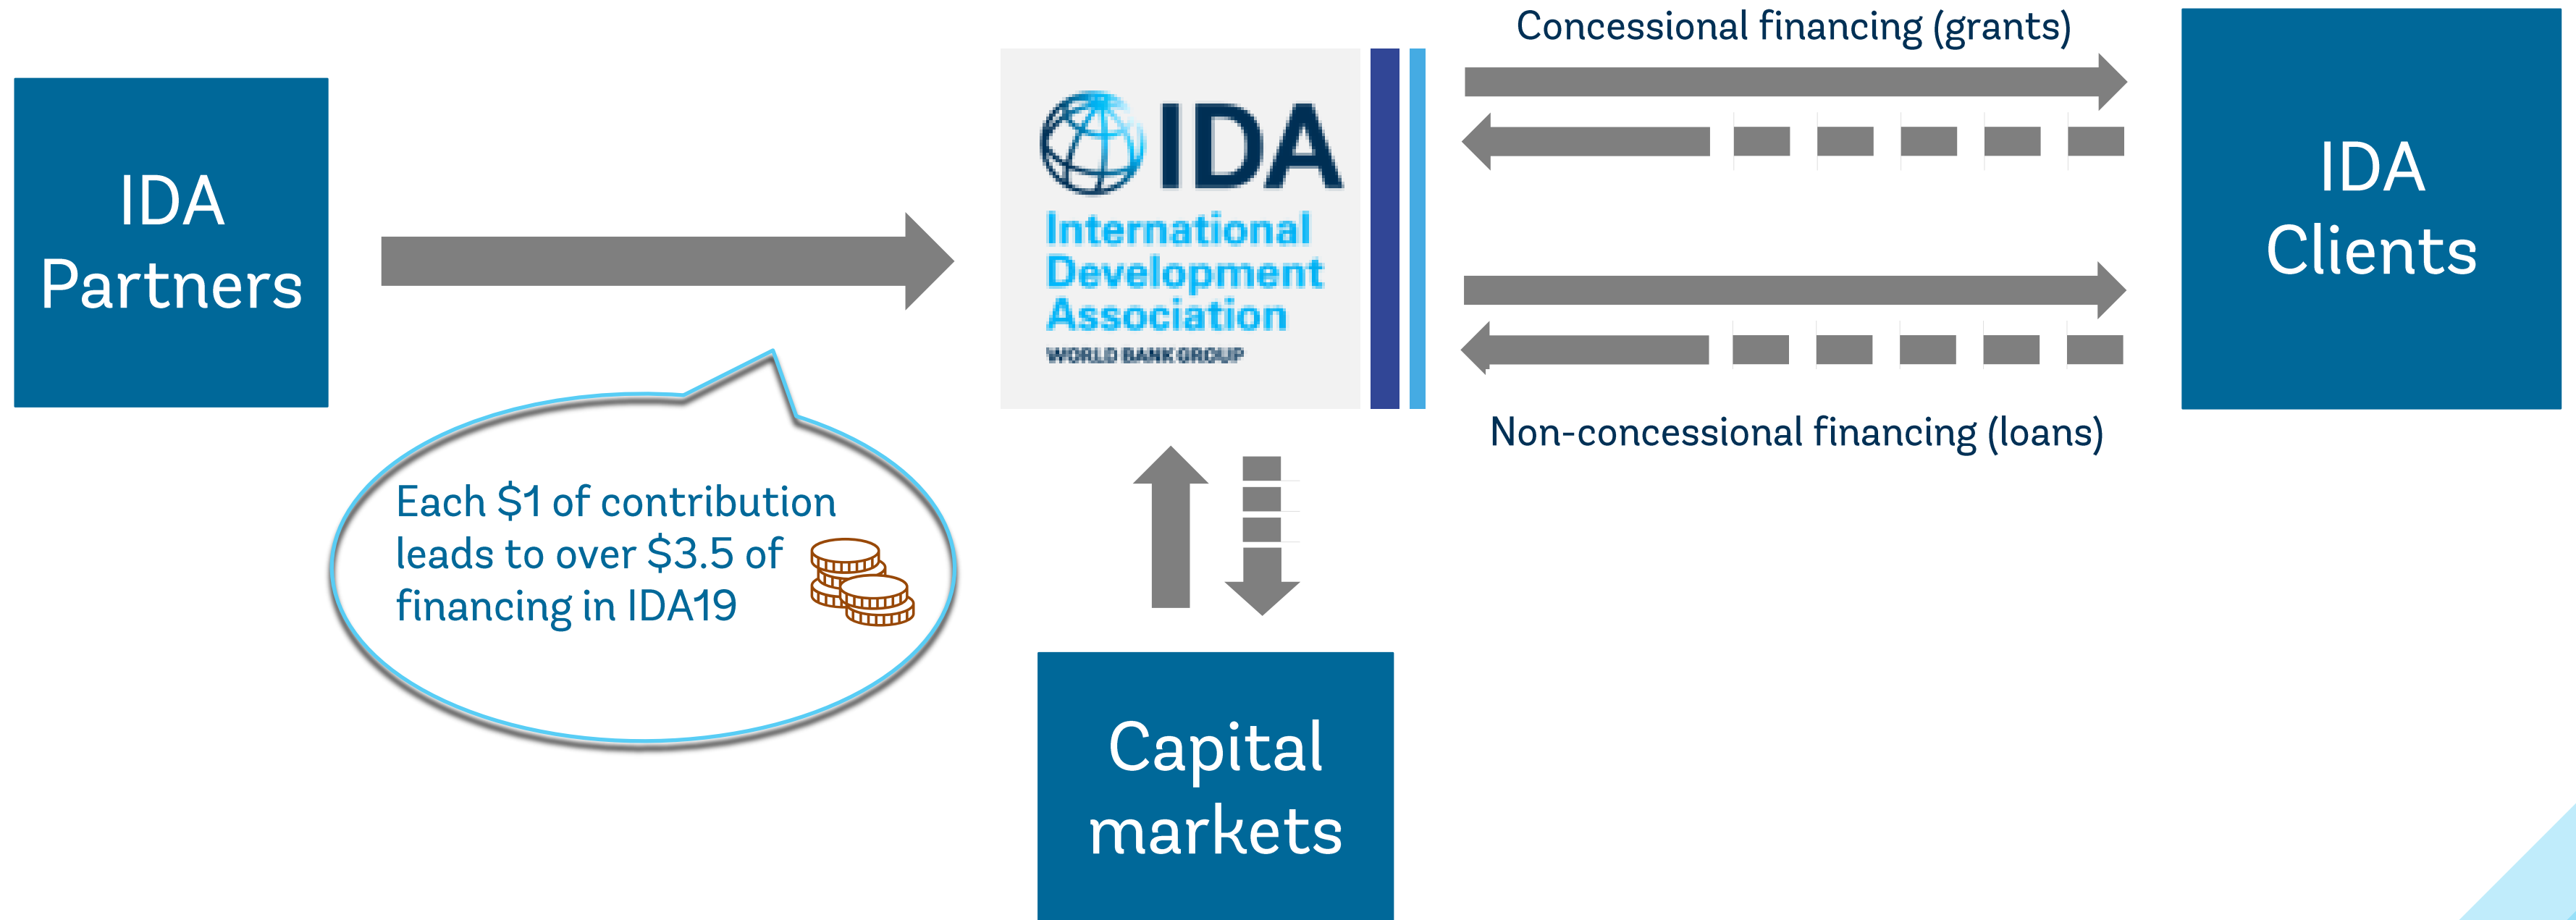 IDA
Partners
Each $1 of contribution
leads to over $3.5 of
financing in IDA19
IDA
International
Development
Association
WORLD BANK GROUP
Capital
markets
Concessional financing (grants)
Non-concessional financing (loans)
IDA
Clients